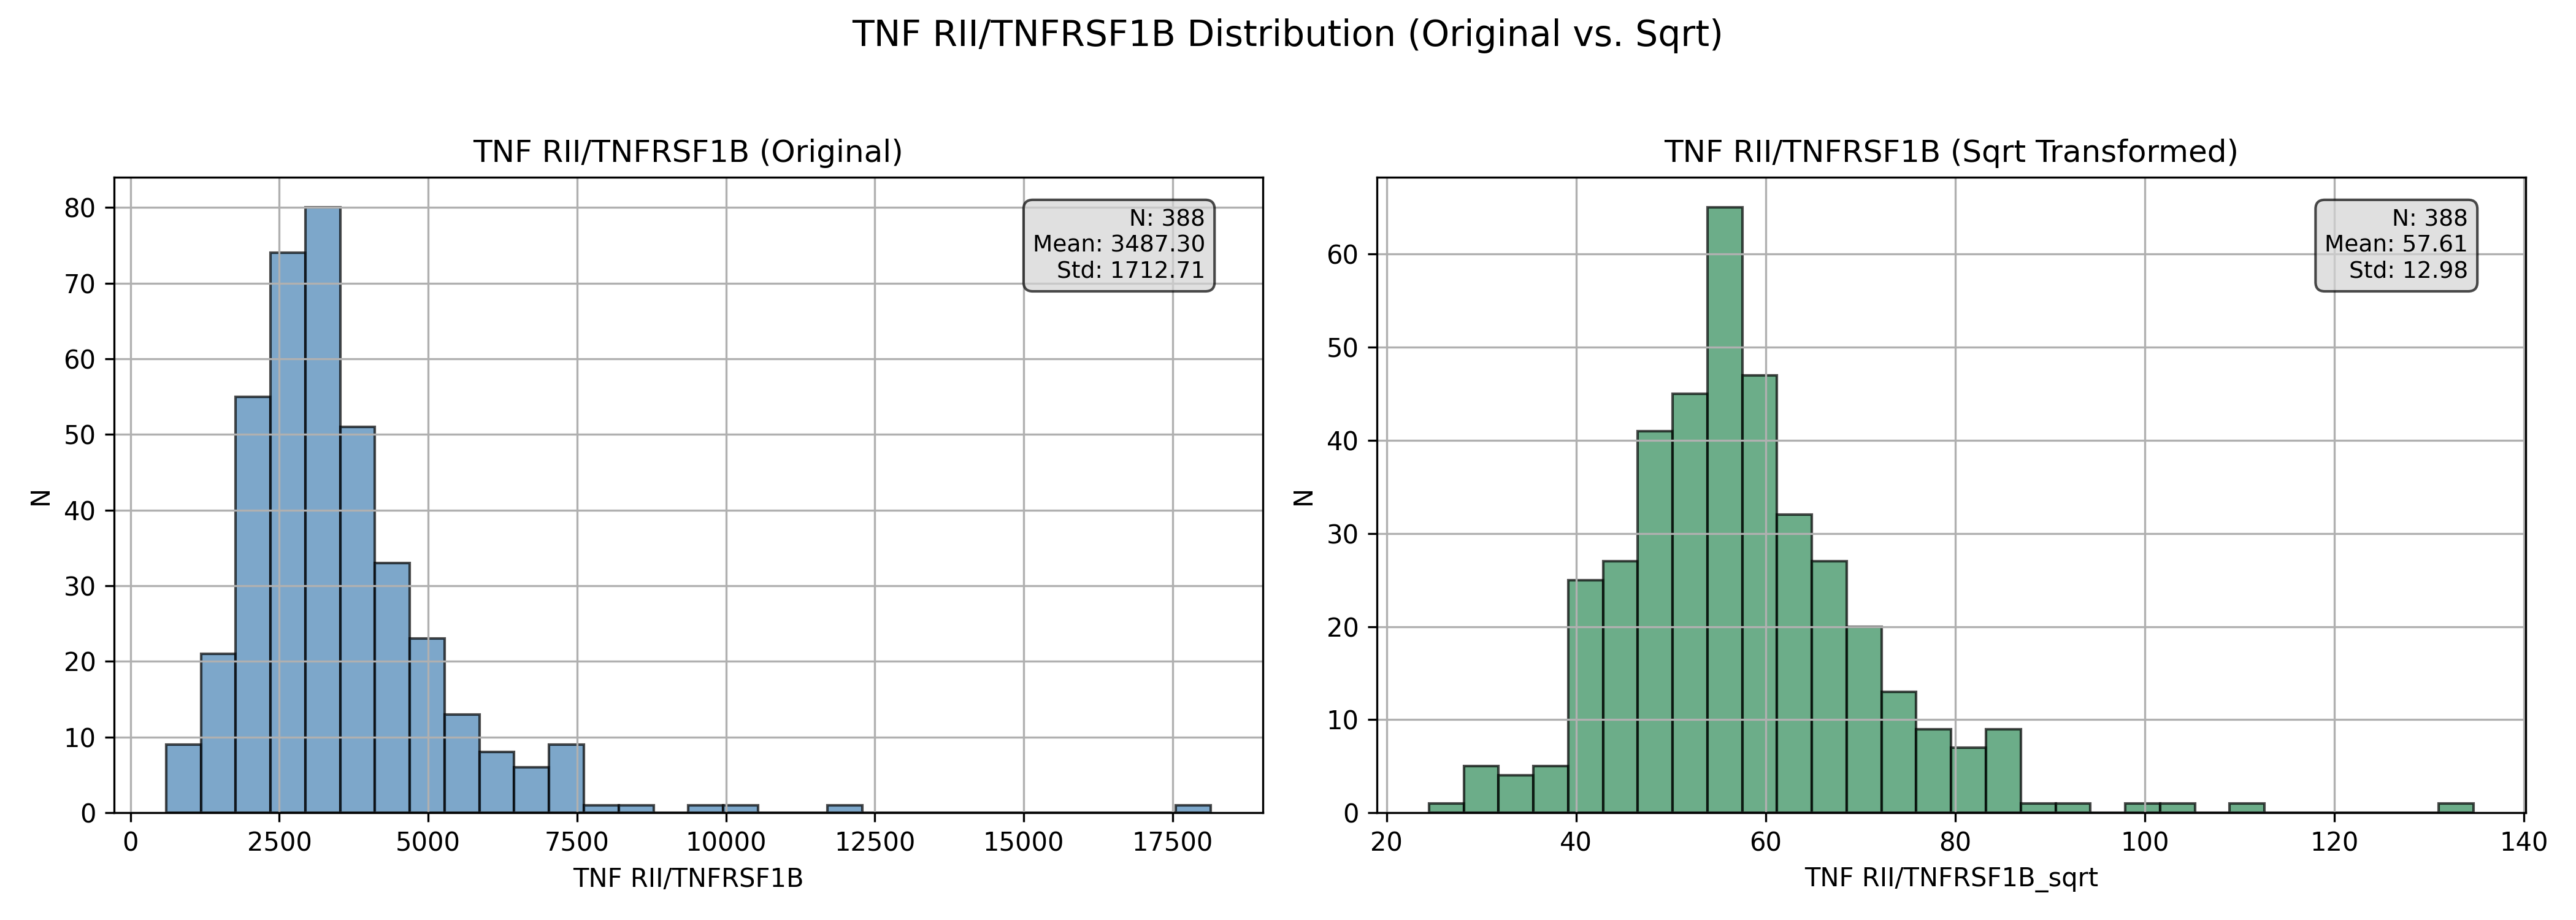 TNF RII/TNFRSF1B Distribution (Original vs. Sqrt)
TNF RII/TNFRSF1B (Original)
N: 388
Mean: 3487.30
Std: 1712.71
N
80
70
60
50
40
30
20
10
0
0 2500 5000 7500 10000 12500 15000 17500
TNF RII/TNFRSF1B
TNF RII/TNFRSF1B (Sqrt Transformed)
N: 388
Mean: 57.61
Std: 12.98
N
60
50
40
30
20
10
0
20 40 60 80 100 120 140
TNF RII/TNFRSF1B_sqrt